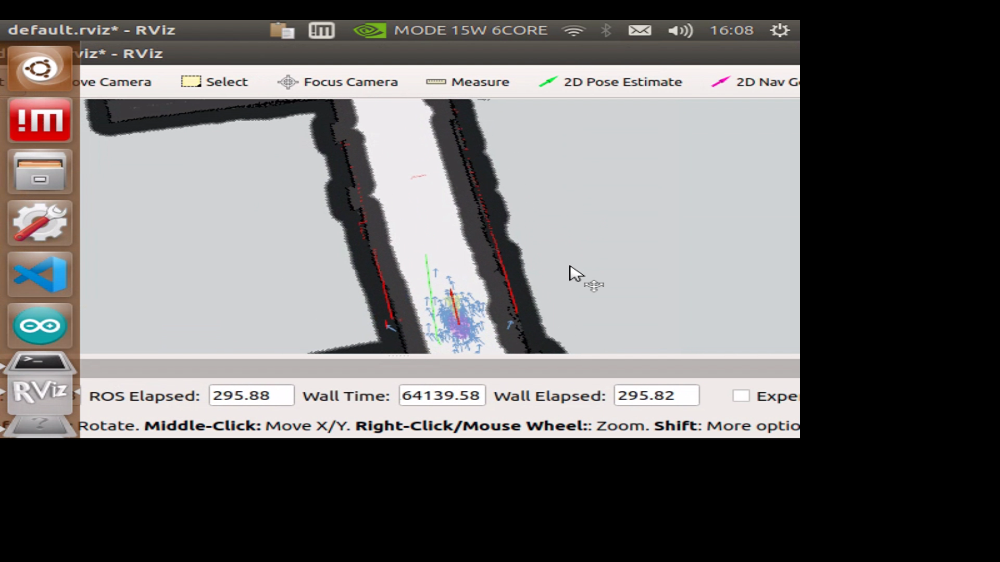 default.rviz* - RViz !m MODE 15W 6CORE 16:08
viz* - RViz
ove Camera Select Focus Camera Measure 2D Pose Estimate 2D Nav G
!m
>_
RViz
ROS Elapsed: 295.88 Wall Time: 64139.58 Wall Elapsed: 295.82 Expe
?
Rotate. Middle-Click: Move X/Y. Right-Click/Mouse Wheel:: Zoom. Shift: More optio